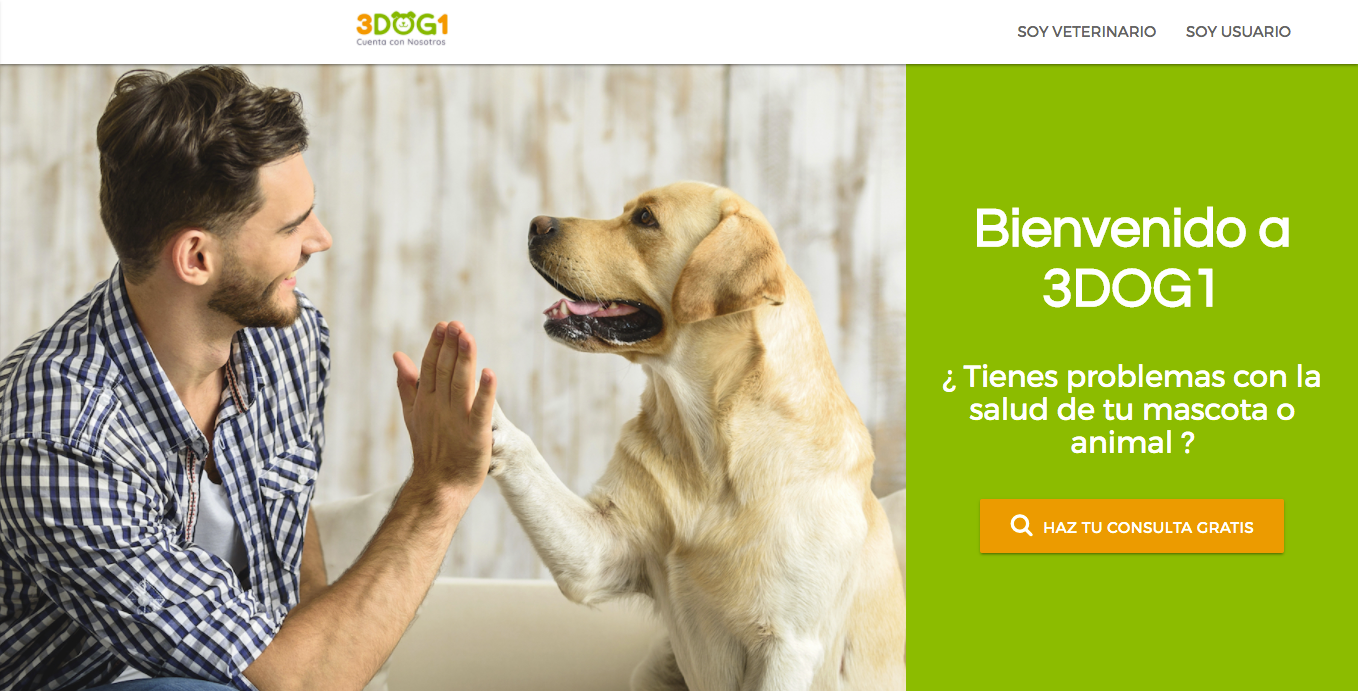 3DOG1
Cuenta con Nosotros
SOY VETERINARIO
SOY USUARIO
Bienvenido a
3DOG1
¿ Tienes problemas con la
salud de tu mascota o
animal ?
HAZ TU CONSULTA GRATIS